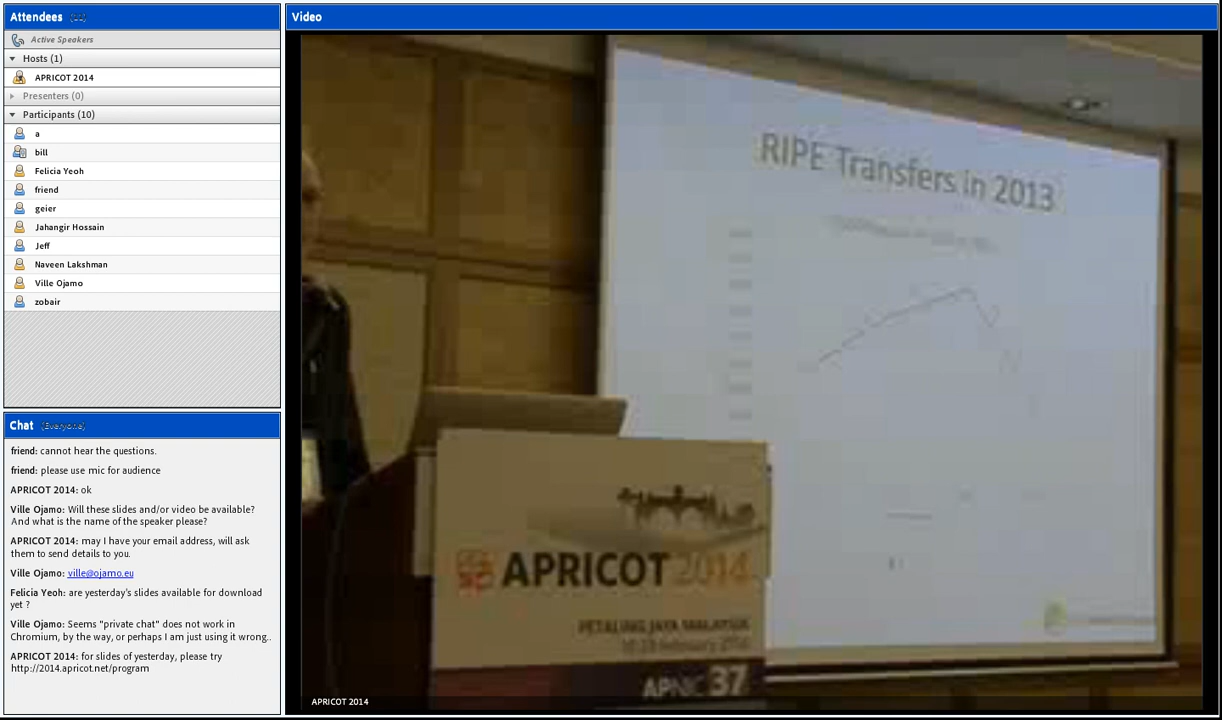 Attendees
Active Speakers
Hosts (1)
APRICOT 2014
Presenters (0)
Participants (10)
a
bill
Felicia Yeoh
friend
geier
Jahangir Hossain
Jeff
Naveen Lakshman
Ville Ojamo
zobair
Chat (Everyone)
friend: cannot hear the questions.
friend: please use mic for audience
APRICOT 2014: ok
Ville Ojamo: Will these slides and/or video be available?
And what is the name of the speaker please?
APRICOT 2014: may I have your email address, will ask
them to send details to you.
Ville Ojamo: ville@ojamo.eu
Felicia Yeoh: are yesterday's slides available for download
yet ?
Ville Ojamo: Seems "private chat" does not work in
Chromium, by the way, or perhaps I am just using it wrong..
APRICOT 2014: for slides of yesterday, please try
http://2014.apricot.net/program
Video
RIPE Transfers in 2013
APRICOT 2014
PETALING JAYA MALAYSIA
February 2014
APNIC 37
APRICOT 2014